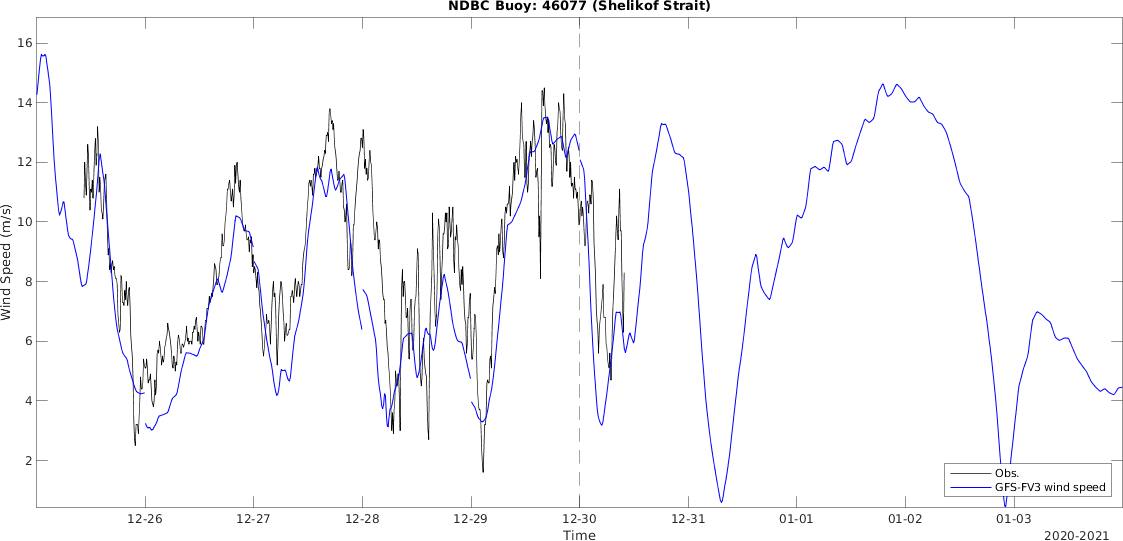 NDBC Buoy: 46077 (Shelikof Strait)
16
14
12
10
8
6
4
2
Wind Speed (m/s)
Obs.
GFS-FV3 wind speed
12-26 12-27 12-28 12-29 12-30 12-31 01-01 01-02 01-03
Time
2020-2021